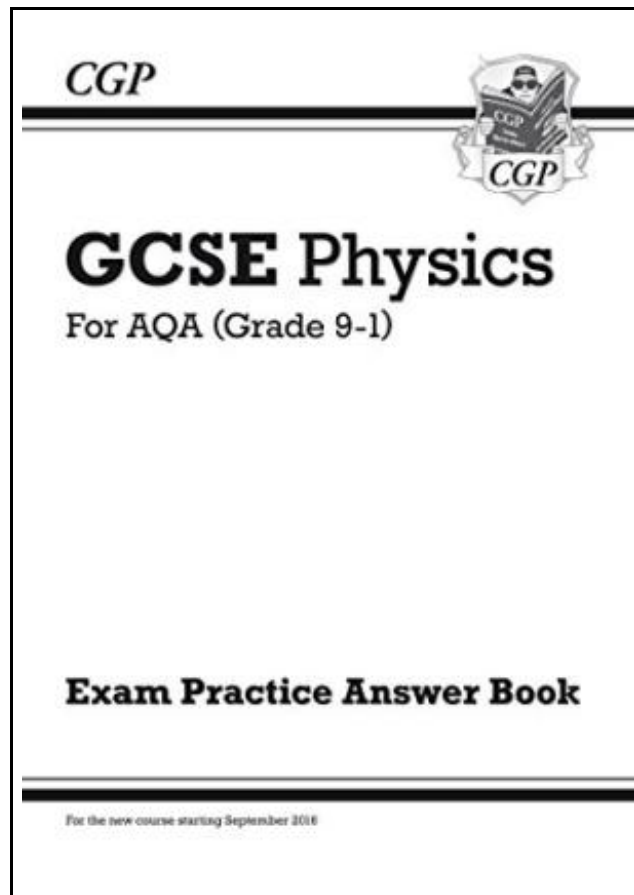 CGP
CGP
CGP
GCSE Physics
For AQA (Grade 9-1)
Exam Practice Answer Book
For the new course starting September 2016